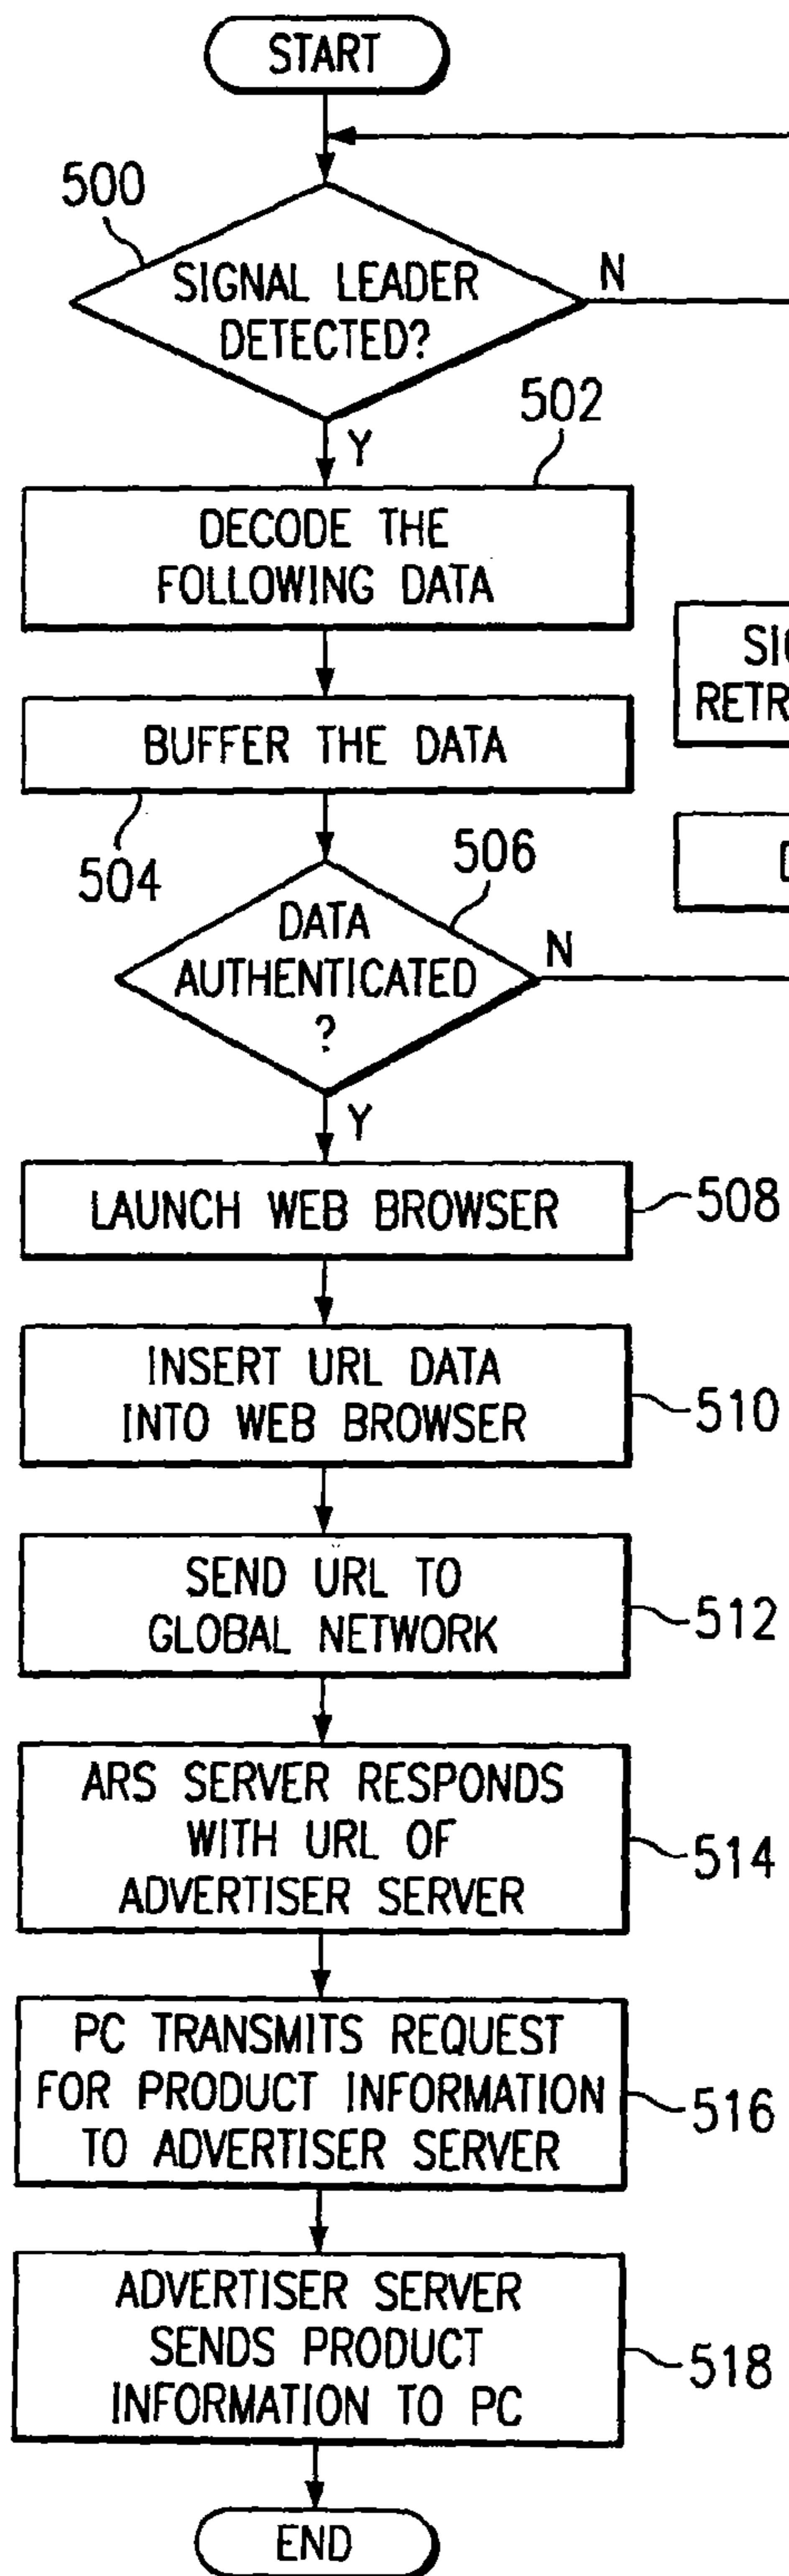 START
500
SIGNAL LEADER
DETECTED?
N
Y
502
DECODE THE
FOLLOWING DATA
BUFFER THE DATA
504
506
DATA
AUTHENTICATED
?
N
Y
LAUNCH WEB BROWSER
508
INSERT URL DATA
INTO WEB BROWSER
510
SEND URL TO
GLOBAL NETWORK
512
ARS SERVER RESPONDS
WITH URL OF
ADVERTISER SERVER
514
PC TRANSMITS REQUEST
FOR PRODUCT INFORMATION
TO ADVERTISER SERVER
516
ADVERTISER SERVER
SENDS PRODUCT
INFORMATION TO PC
518
END